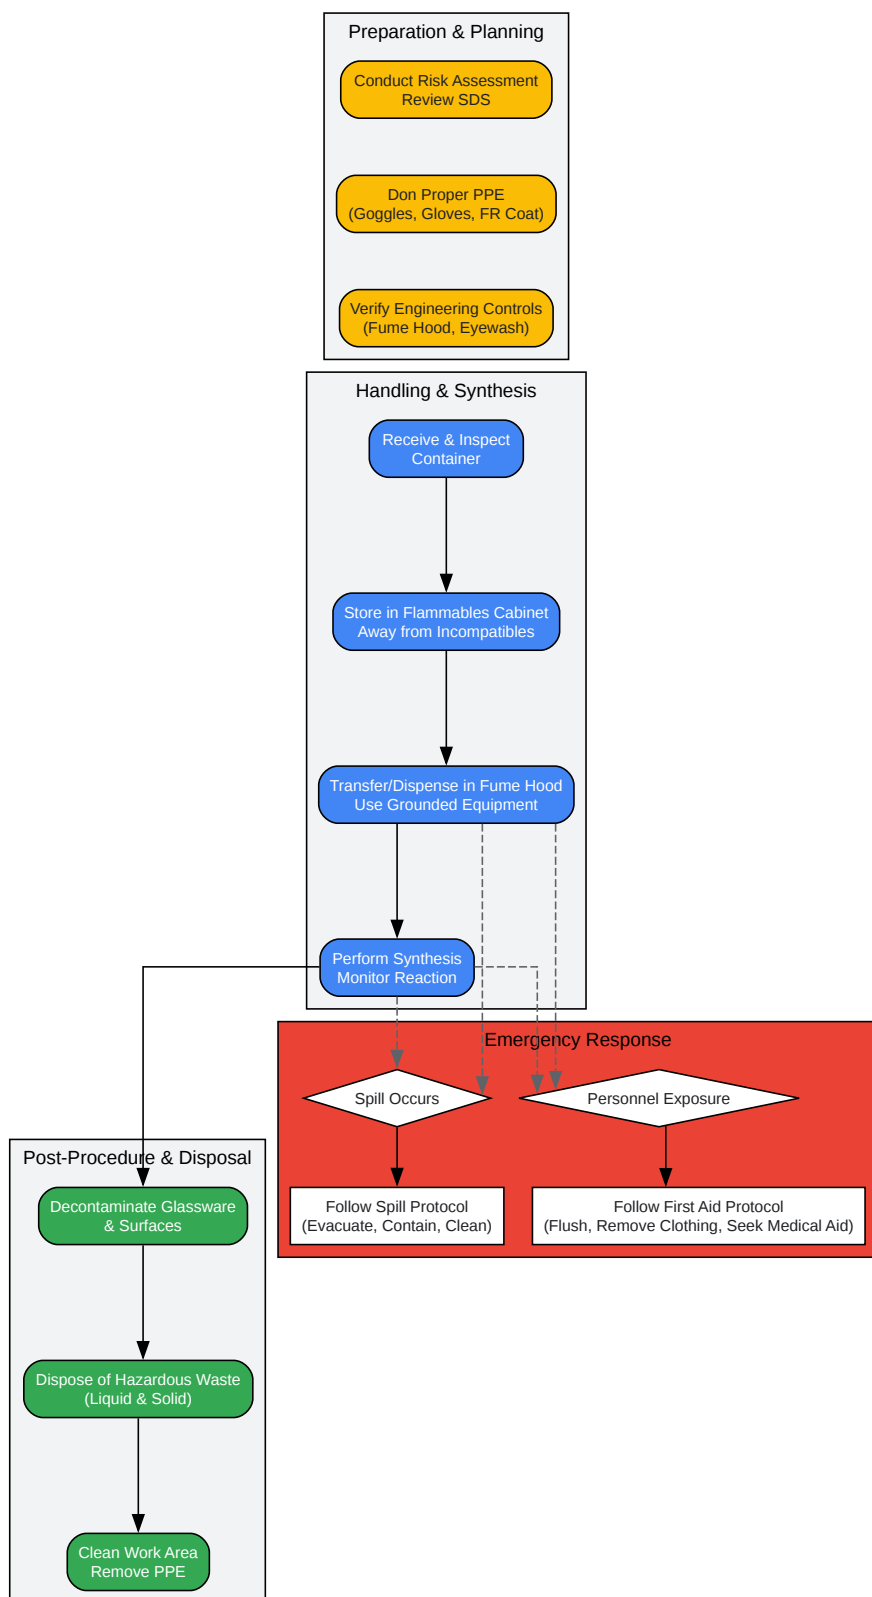 Preparation & Planning
Conduct Risk Assessment
Review SDS
Don Proper PPE
(Goggles, Gloves, FR Coat)
Verify Engineering Controls
(Fume Hood, Eyewash)
Handling & Synthesis
Receive & Inspect
Container
Store in Flammables Cabinet
Away from Incompatibles
Transfer/Dispense in Fume Hood
Use Grounded Equipment
Perform Synthesis
Monitor Reaction
Emergency Response
Spill Occurs
Personnel Exposure
Follow Spill Protocol
(Evacuate, Contain, Clean)
Follow First Aid Protocol
(Flush, Remove Clothing, Seek Medical Aid)
Post-Procedure & Disposal
Decontaminate Glassware
& Surfaces
Dispose of Hazardous Waste
(Liquid & Solid)
Clean Work Area
Remove PPE